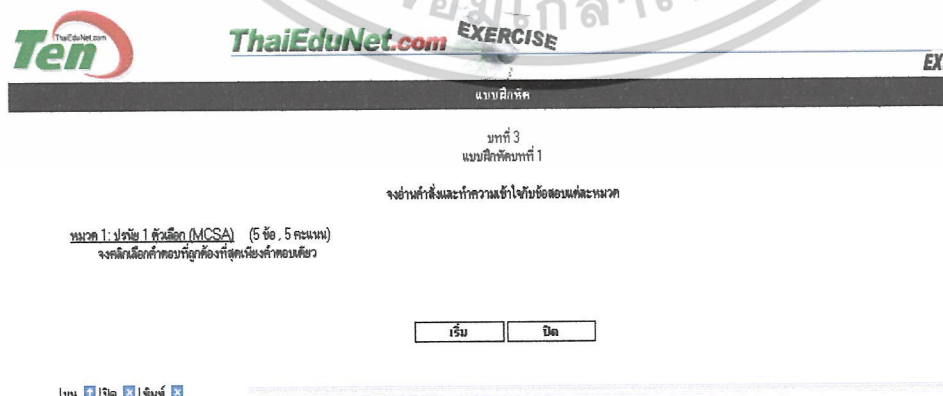 ThaiEduNet.com
Ten
ThaiEduNet.com EXERCISE
แบบฝึกหัด
บทที่ 3
แบบฝึกหัดบทที่ 1
จงอ่านคำสั่งและทำความเข้าใจกับข้อสอบแต่ละหมวด
หมวด 1: ปรนัย 1 ตัวเลือก (MCSA) (5 ข้อ , 5 คะแนน)
จงคลิกเลือกคำตอบที่ถูกต้องที่สุดเพียงคำตอบเดียว
เริ่ม ปิด
|บน |ปิด |พิมพ์